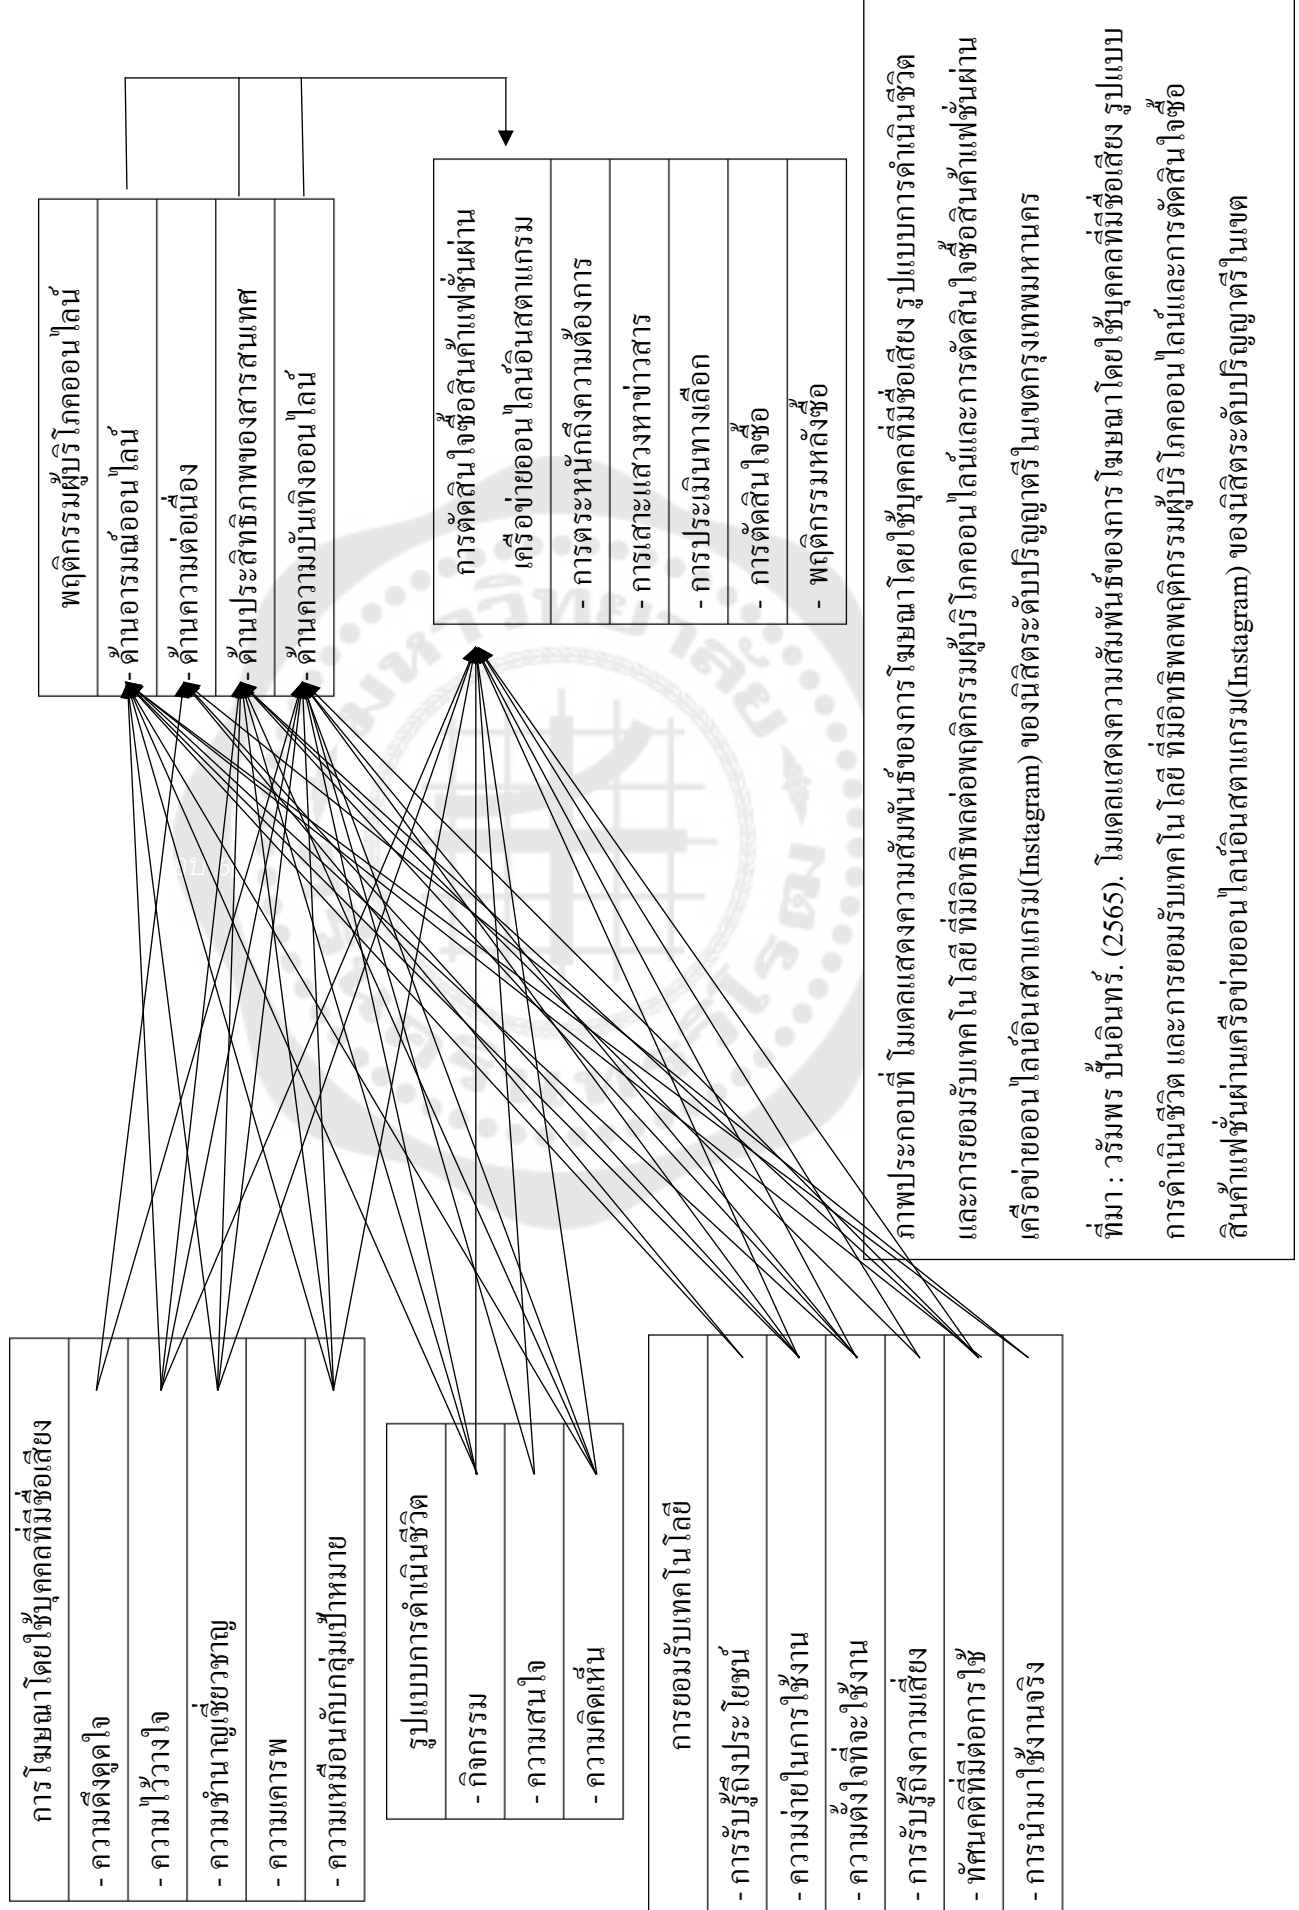 การโฆษณาโดยใช้บุคคลที่มีชื่อเสียง
- ความดึงดูดใจ
- ความไว้วางใจ
- ความชำนาญเชี่ยวชาญ
- ความเคารพ
- ความเหมือนกับกลุ่มเป้าหมาย
รูปแบบการดำเนินชีวิต
- กิจกรรม
- ความสนใจ
- ความคิดเห็น
การยอมรับเทคโนโลยี
- การรับรู้ถึงประโยชน์
- ความง่ายในการใช้งาน
- ความตั้งใจที่จะใช้งาน
- การรับรู้ถึงความเสี่ยง
- ทัศนคติที่มีต่อการใช้
- การนำมาใช้งานจริง
พฤติกรรมผู้บริโภคออนไลน์
- ด้านอารมณ์ออนไลน์
- ด้านความต่อเนื่อง
- ด้านประสิทธิภาพของสารสนเทศ
- ด้านความบันเทิงออนไลน์
การตัดสินใจซื้อสินค้าแฟชั่นผ่าน
เครือข่ายออนไลน์อินสตาแกรม
- การตระหนักถึงความต้องการ
- การเสาะแสวงหาข่าวสาร
- การประเมินทางเลือก
- การตัดสินใจซื้อ
- พฤติกรรมหลังซื้อ
ภาพประกอบที่ โมเดลแสดงความสัมพันธ์ของการโฆษณาโดยใช้บุคคลที่มีชื่อเสียง รูปแบบการดำเนินชีวิต
และการยอมรับเทคโนโลยี ที่มีอิทธิพลต่อพฤติกรรมผู้บริโภคออนไลน์และการตัดสินใจซื้อสินค้าแฟชั่นผ่าน
เครือข่ายออนไลน์อินสตาแกรม(Instagram) ของนิสิตระดับปริญญาตรีในเขตกรุงเทพมหานคร
ที่มา : วรัมพร ปั้นอินทร์. (2565). โมเดลแสดงความสัมพันธ์ของการโฆษณาโดยใช้บุคคลที่มีชื่อเสียง รูปแบบ
การดำเนินชีวิต และการยอมรับเทคโนโลยี ที่มีอิทธิพลพฤติกรรมผู้บริโภคออนไลน์และการตัดสินใจซื้อ
สินค้าแฟชั่นผ่านเครือข่ายออนไลน์อินสตาแกรม(Instagram) ของนิสิตระดับปริญญาตรีในเขต